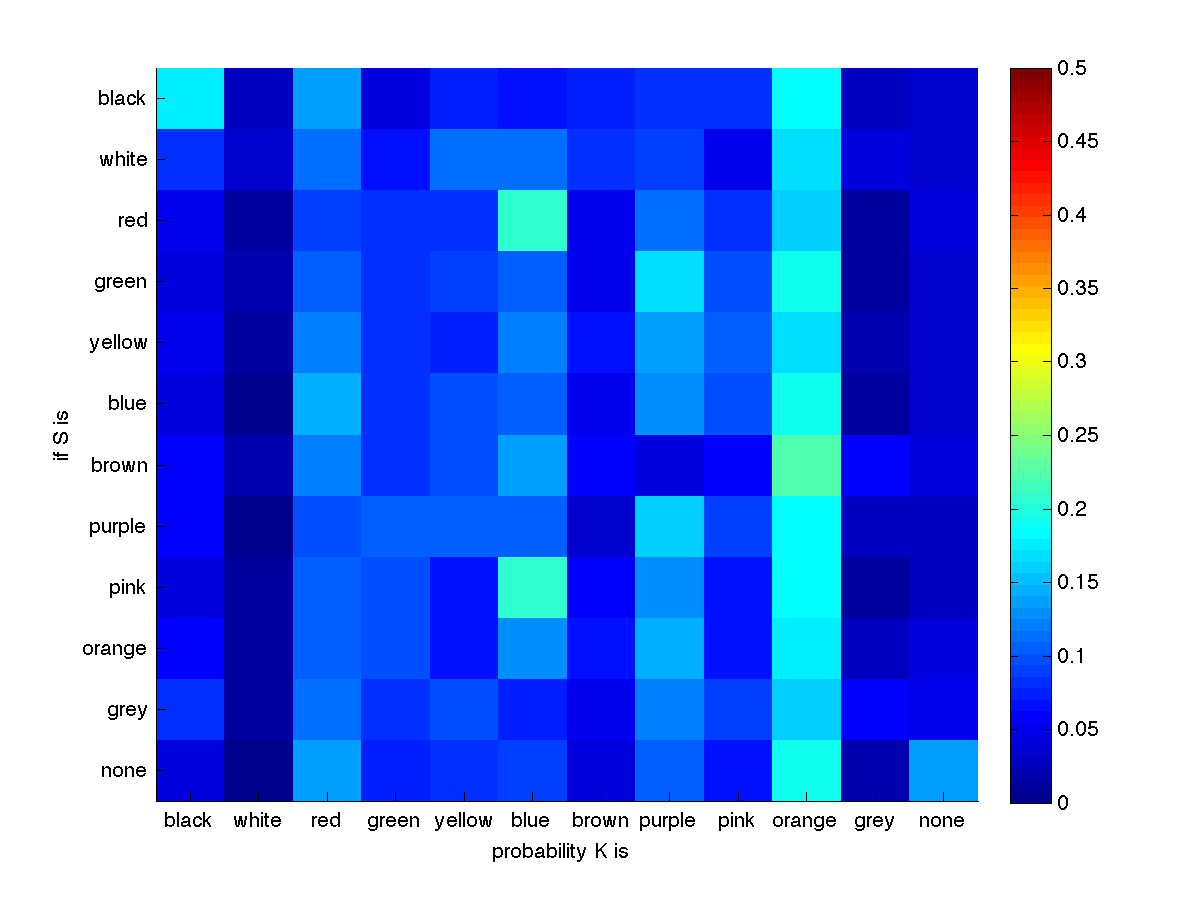 black
white
red
green
yellow
blue
brown
purple
pink
orange
grey
none
if S is
black white red green yellow blue brown purple pink orange grey none
probability K is
0.5
0.45
0.4
0.35
0.3
0.25
0.2
0.15
0.1
0.05
0